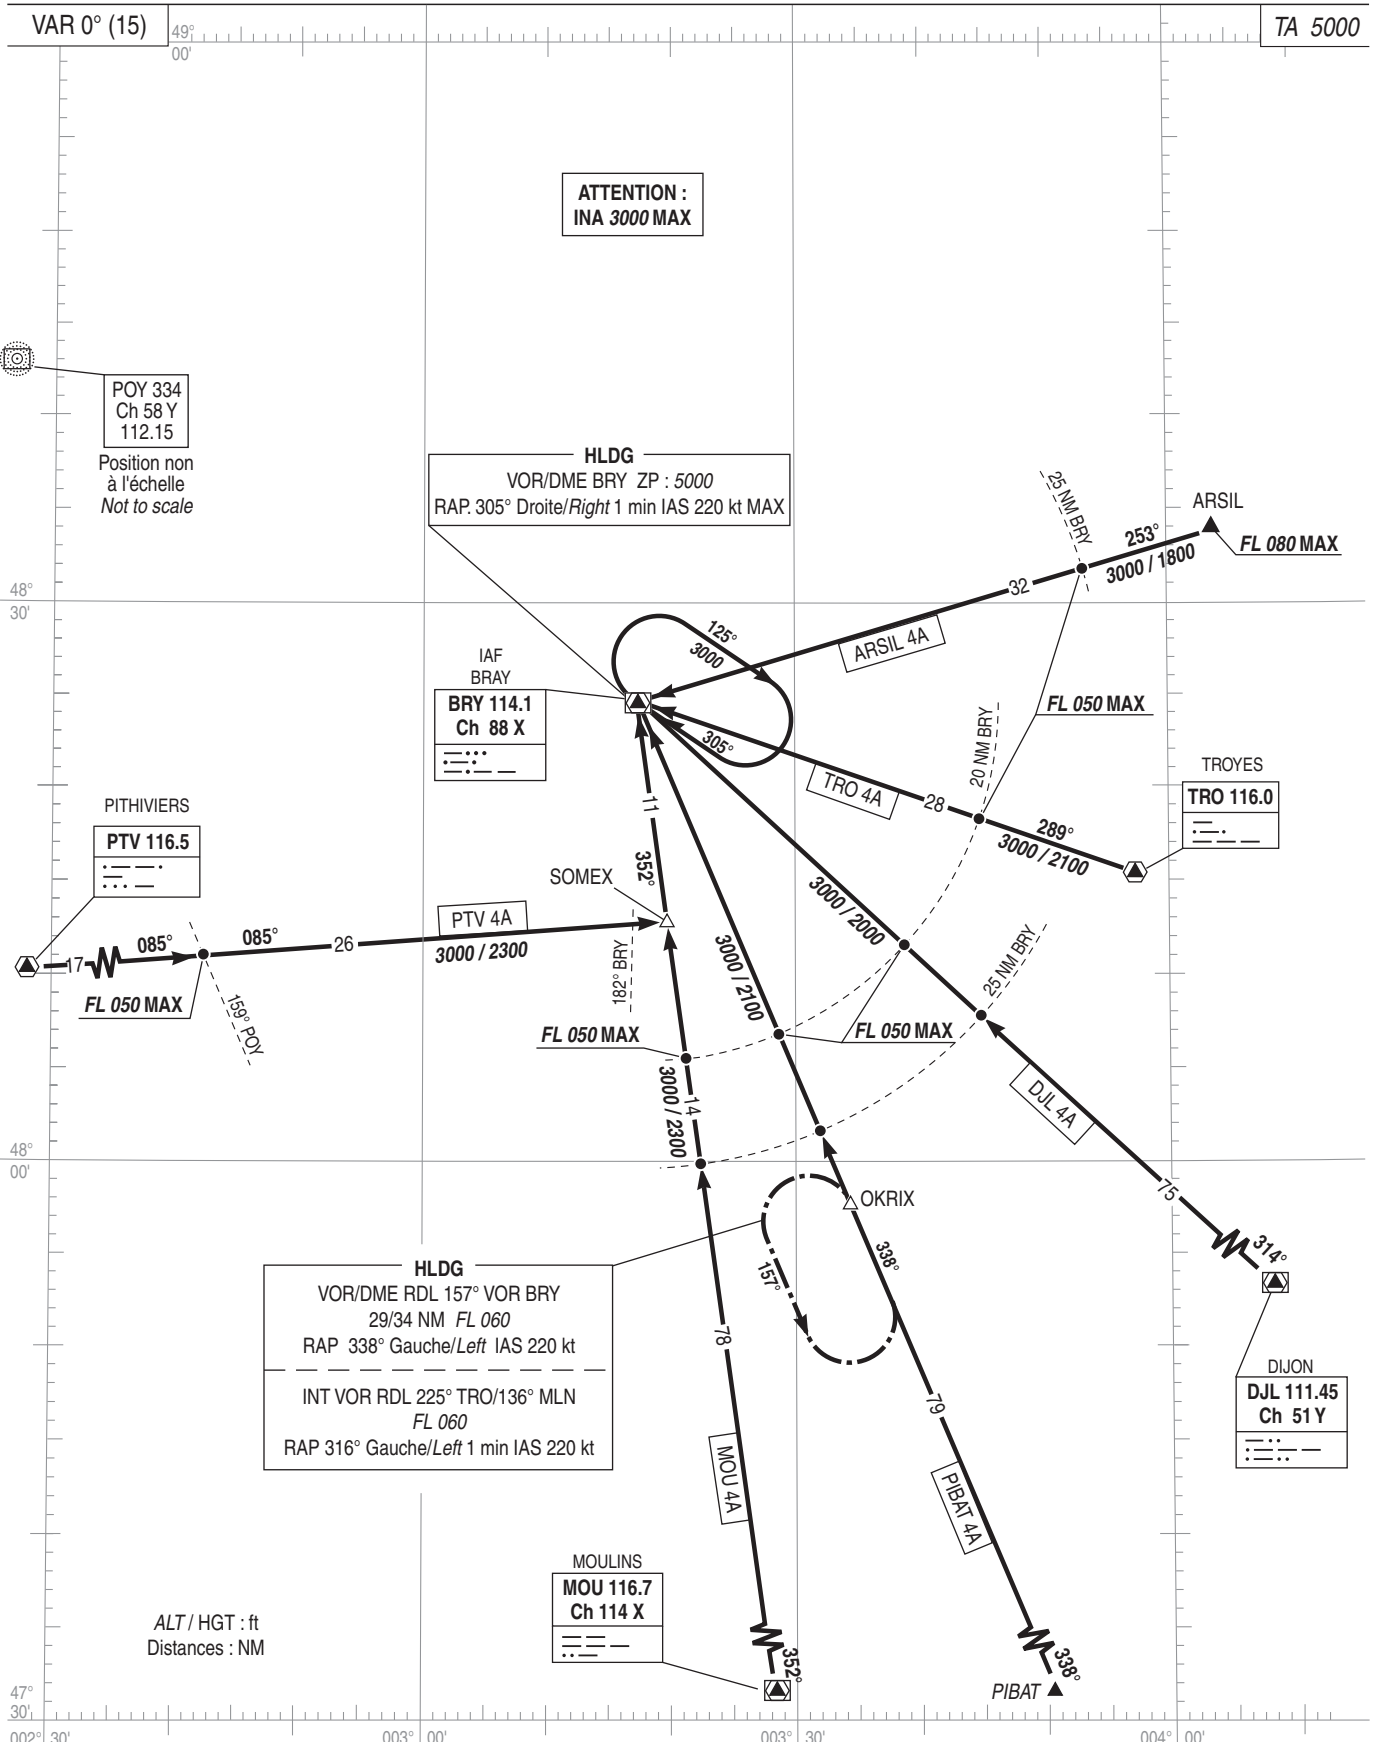 VAR 0° (15)
49°
00'
TA 5000
ATTENTION :
INA 3000 MAX
POY 334
Ch 58 Y
112.15
Position non
à l'échelle
Not to scale
HLDG
VOR/DME BRY ZP : 5000
RAP. 305° Droite/Right 1 min IAS 220 kt MAX
25 NM BRY
ARSIL
253°
3000 / 1800
FL 080 MAX
32
48°
30'
ARSIL 4A
125°
3000
IAF
BRAY
BRY 114.1
Ch 88 X
305°
FL 050 MAX
20 NM BRY
TRO 4A
28
289°
3000 / 2100
TROYES
TRO 116.0
PITHIVIERS
PTV 116.5
11
352°
SOMEX
PTV 4A
3000 / 2300
17
085°
085°
26
FL 050 MAX
159° POY
182° BRY
3000 / 2000
3000 / 2100
25 NM BRY
FL 050 MAX
FL 050 MAX
14
3000 / 2300
DJL 4A
48°
00'
75
314°
OKRIX
338°
157°
HLDG
VOR/DME RDL 157° VOR BRY
29/34 NM FL 060
RAP 338° Gauche/Left IAS 220 kt
INT VOR RDL 225° TRO/136° MLN
FL 060
RAP 316° Gauche/Left 1 min IAS 220 kt
78
79
DIJON
DJL 111.45
Ch 51 Y
MOU 4A
PIBAT 4A
MOULINS
MOU 116.7
Ch 114 X
352°
338°
PIBAT
ALT / HGT : ft
Distances : NM
47°
30'
002° 30'
003° 00'
003° 30'
004° 00'